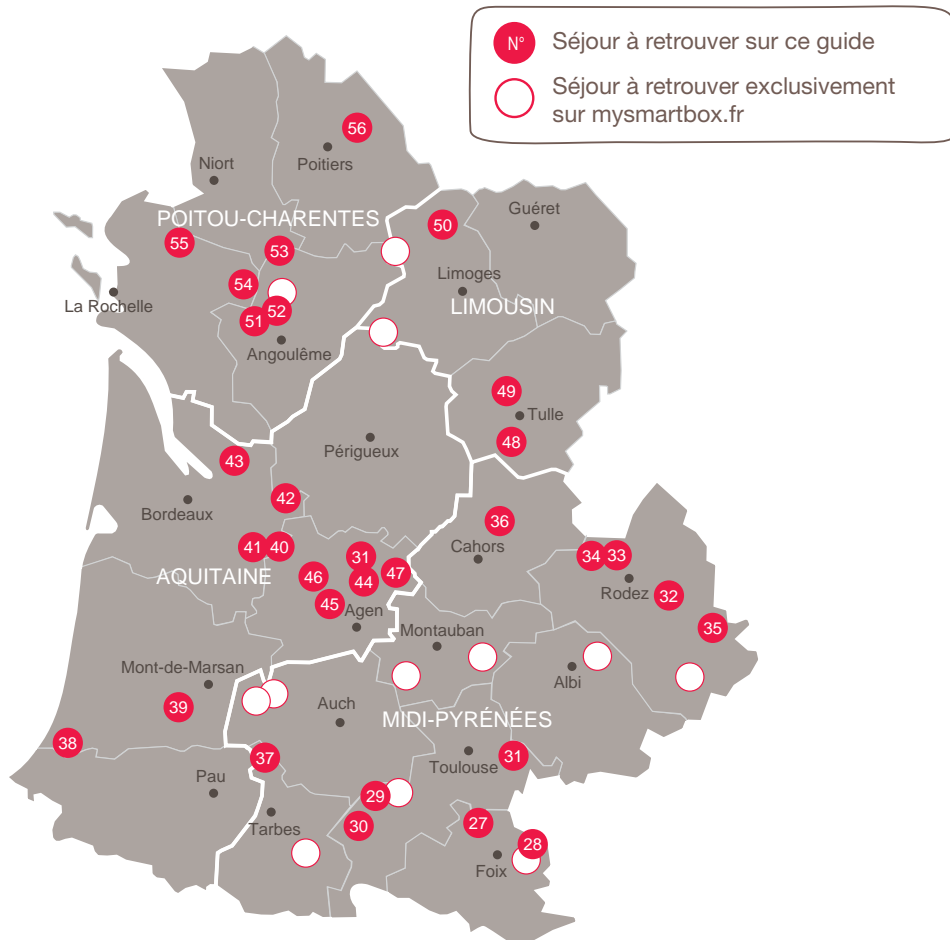 N° Séjour à retrouver sur ce guide
Séjour à retrouver exclusivement
sur mysmartbox.fr
56
Poitiers
Niort
POITOU-CHARENTES
Guéret
50
55
53
54
Limoges
La Rochelle
52
LIMOUSIN
51
Angoulême
49
Tulle
48
Périgueux
43
42
Bordeaux
36
41
40
Cahors
31
34
33
AQUITAINE
46
44
47
Rodez
32
45
Agen
35
Montauban
Mont-de-Marsan
Albi
39
Auch
MIDI-PYRÉNÉES
38
37
Toulouse
31
Pau
29
Tarbes
30
27
28
Foix